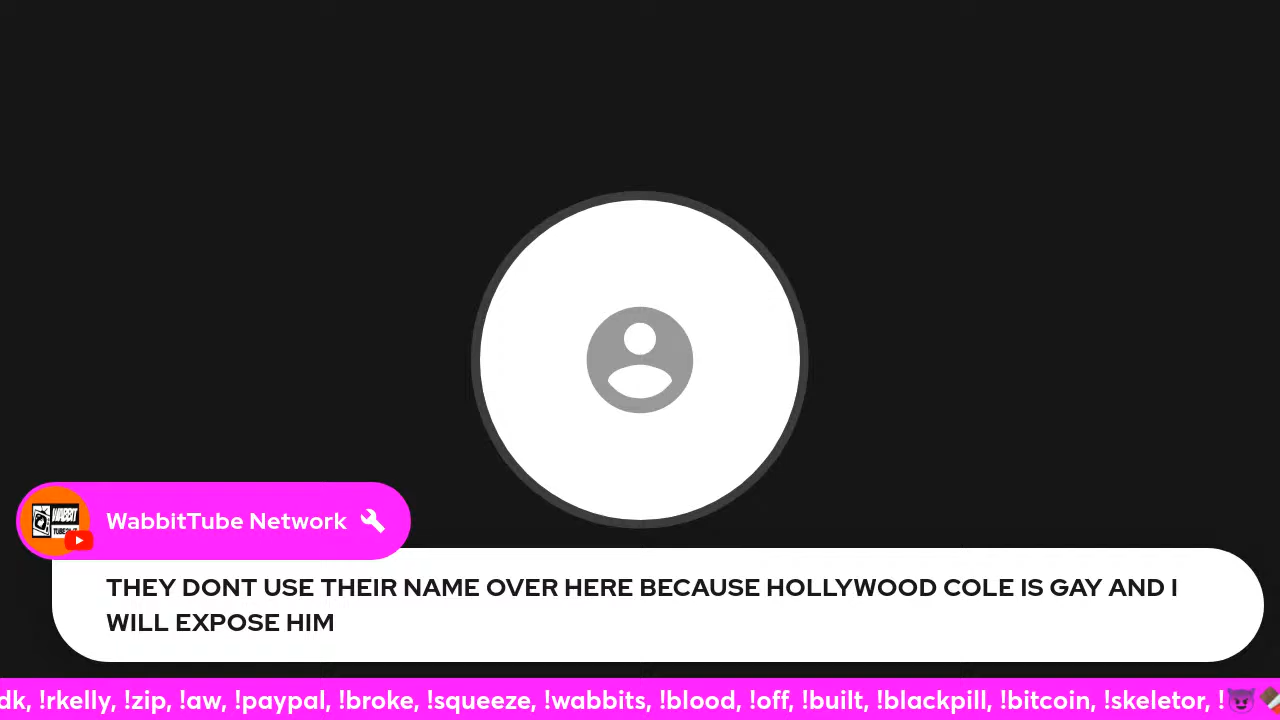 WabbitTube Network
THEY DONT USE THEIR NAME OVER HERE BECAUSE HOLLYWOOD COLE IS GAY AND I
WILL EXPOSE HIM
dk, !rkelly, !zip, !aw, !paypal, !broke, !squeeze, !wabbits, !blood, !off, !built, !blackpill, !bitcoin, !skeletor, !😈🍫